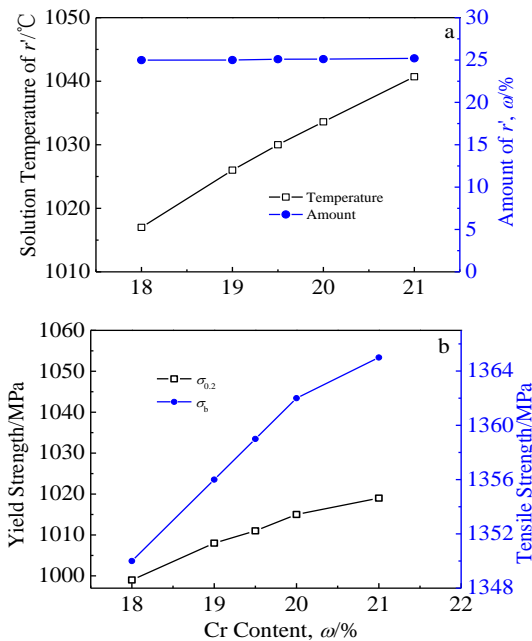 a
1050
1040
1030
1020
1010
30
25
20
15
10
5
0
18 19 20 21
Solution Temperature of r'/℃
Amount of r', ω/%
Temperature
Amount
b
1060
1050
1040
1030
1020
1010
1000
1364
1360
1356
1352
1348
18 19 20 21 22
Yield Strength/MPa
Tensile Strength/MPa
σ0.2
σb
Cr Content, ω/%